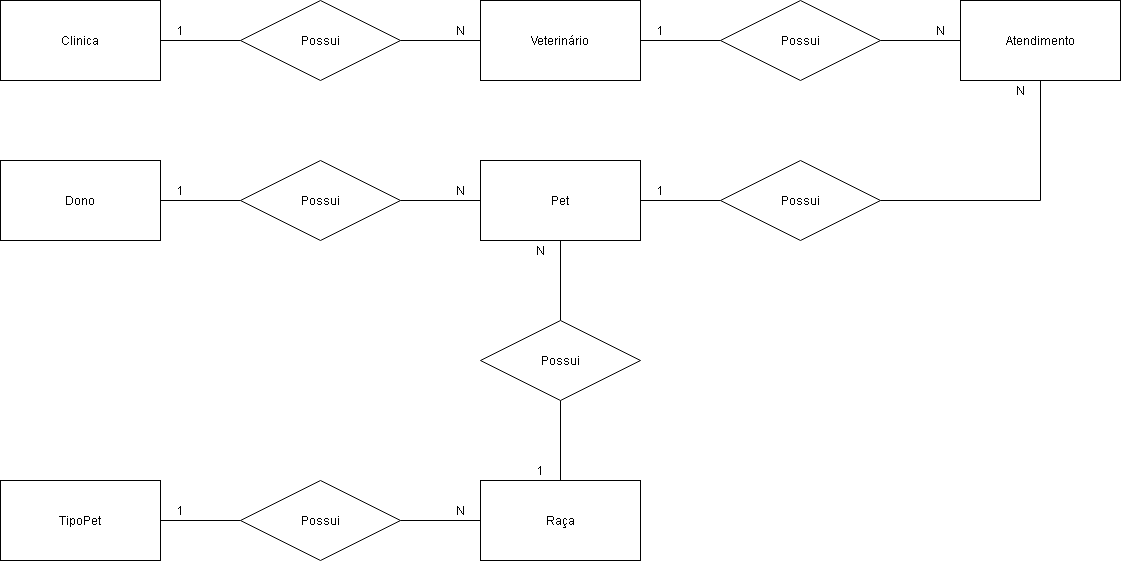 Clinica
1
Possui
N
Veterinário
1
Possui
N
Atendimento
N
Dono
1
Possui
N
Pet
1
Possui
N
Possui
1
TipoPet
1
Possui
N
Raça